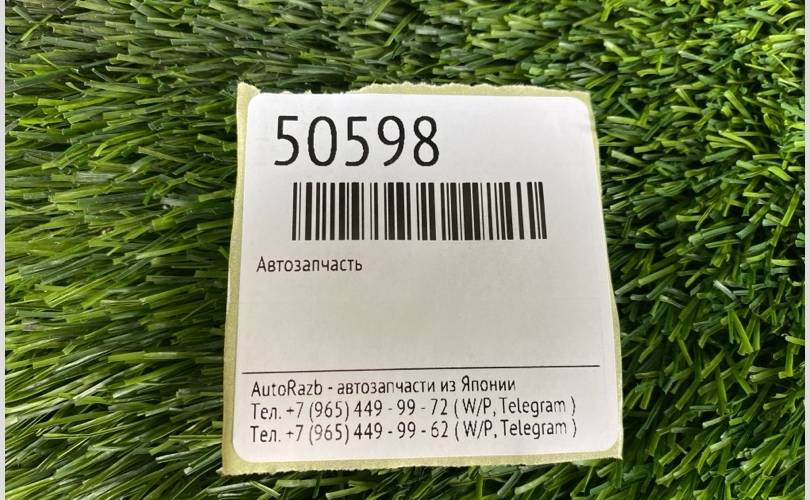 50598
Автозапчасть
AutoRazb - автозапчасти из Японии
Тел. +7 (965) 449 - 99 - 72 ( W/P, Telegram )
Тел. +7 (965) 449 - 99 - 62 ( W/P, Telegram )